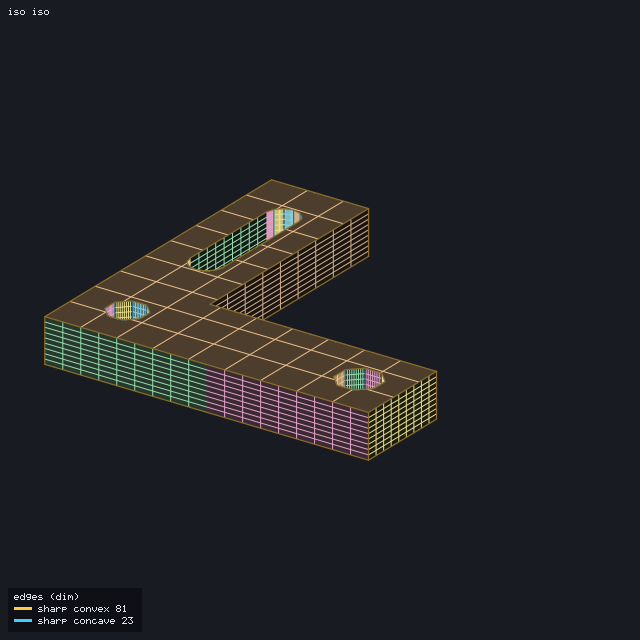 iso iso
edges (dim)
sharp convex 81
sharp concave 23